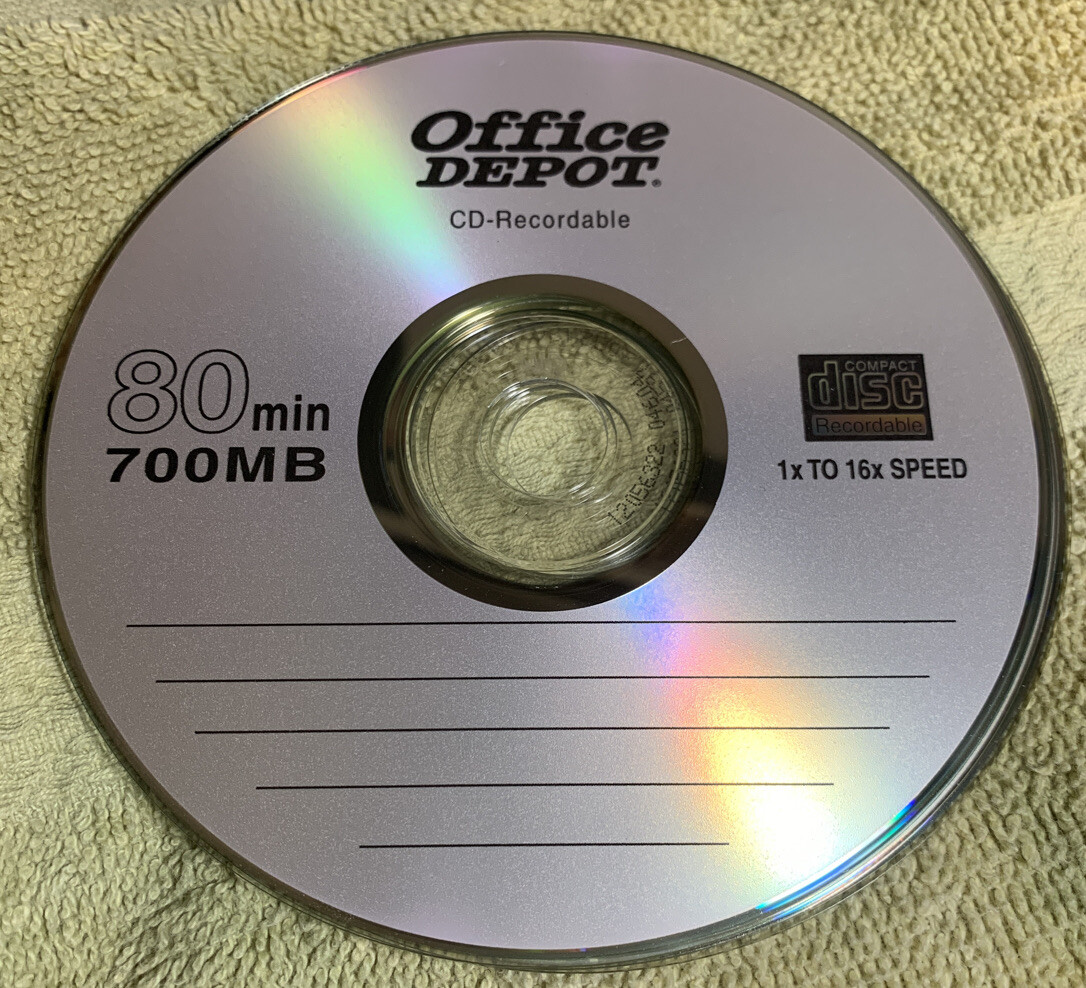 Office
DEPOT®
CD-Recordable
80min
700MB
COMPACT
disc
Recordable
1x TO 16x SPEED